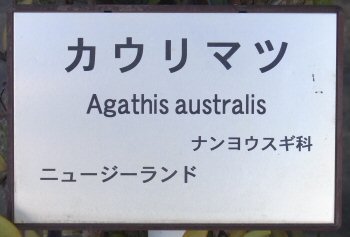 カウリマツ
Agathis australis
ナンヨウスギ科
ニュージーランド